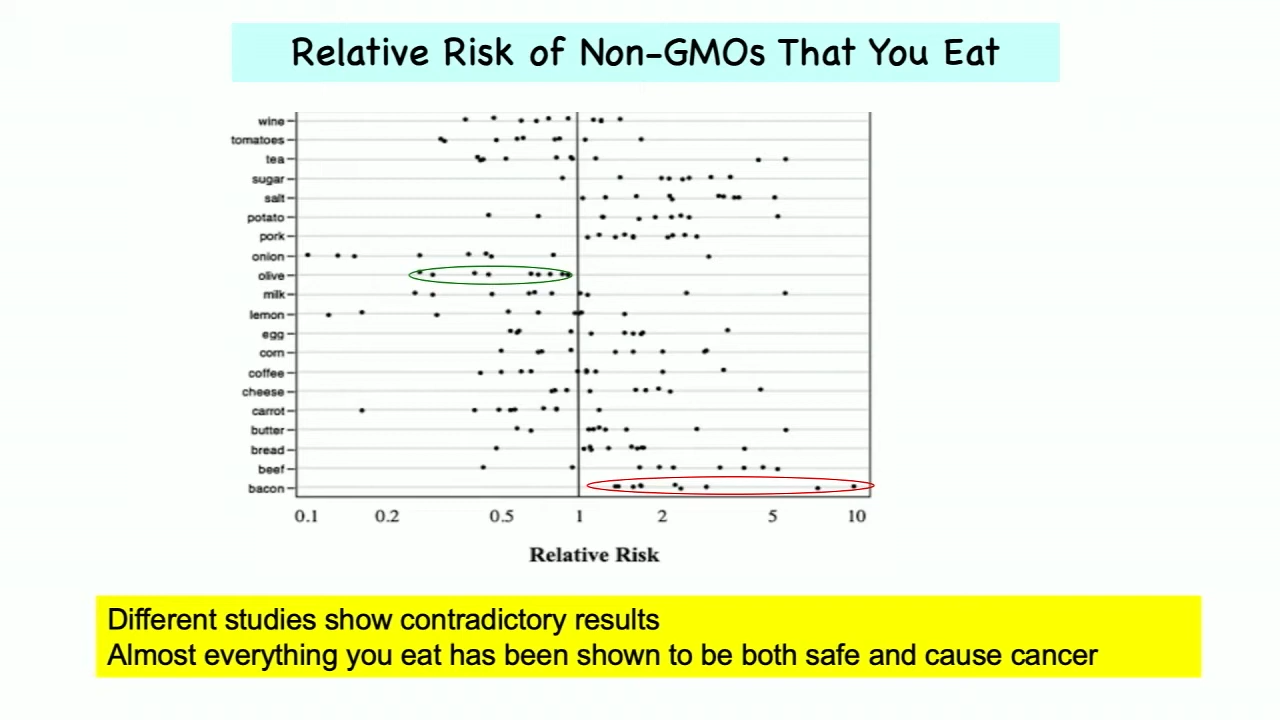 Relative Risk of Non-GMOs That You Eat
wine
tomatoes
tea
sugar
salt
potato
pork
onion
olive
milk
lemon
egg
corn
coffee
cheese
carrot
butter
bread
beef
bacon
0.1 0.2 0.5 1 2 5 10
Relative Risk
Different studies show contradictory results
Almost everything you eat has been shown to be both safe and cause cancer